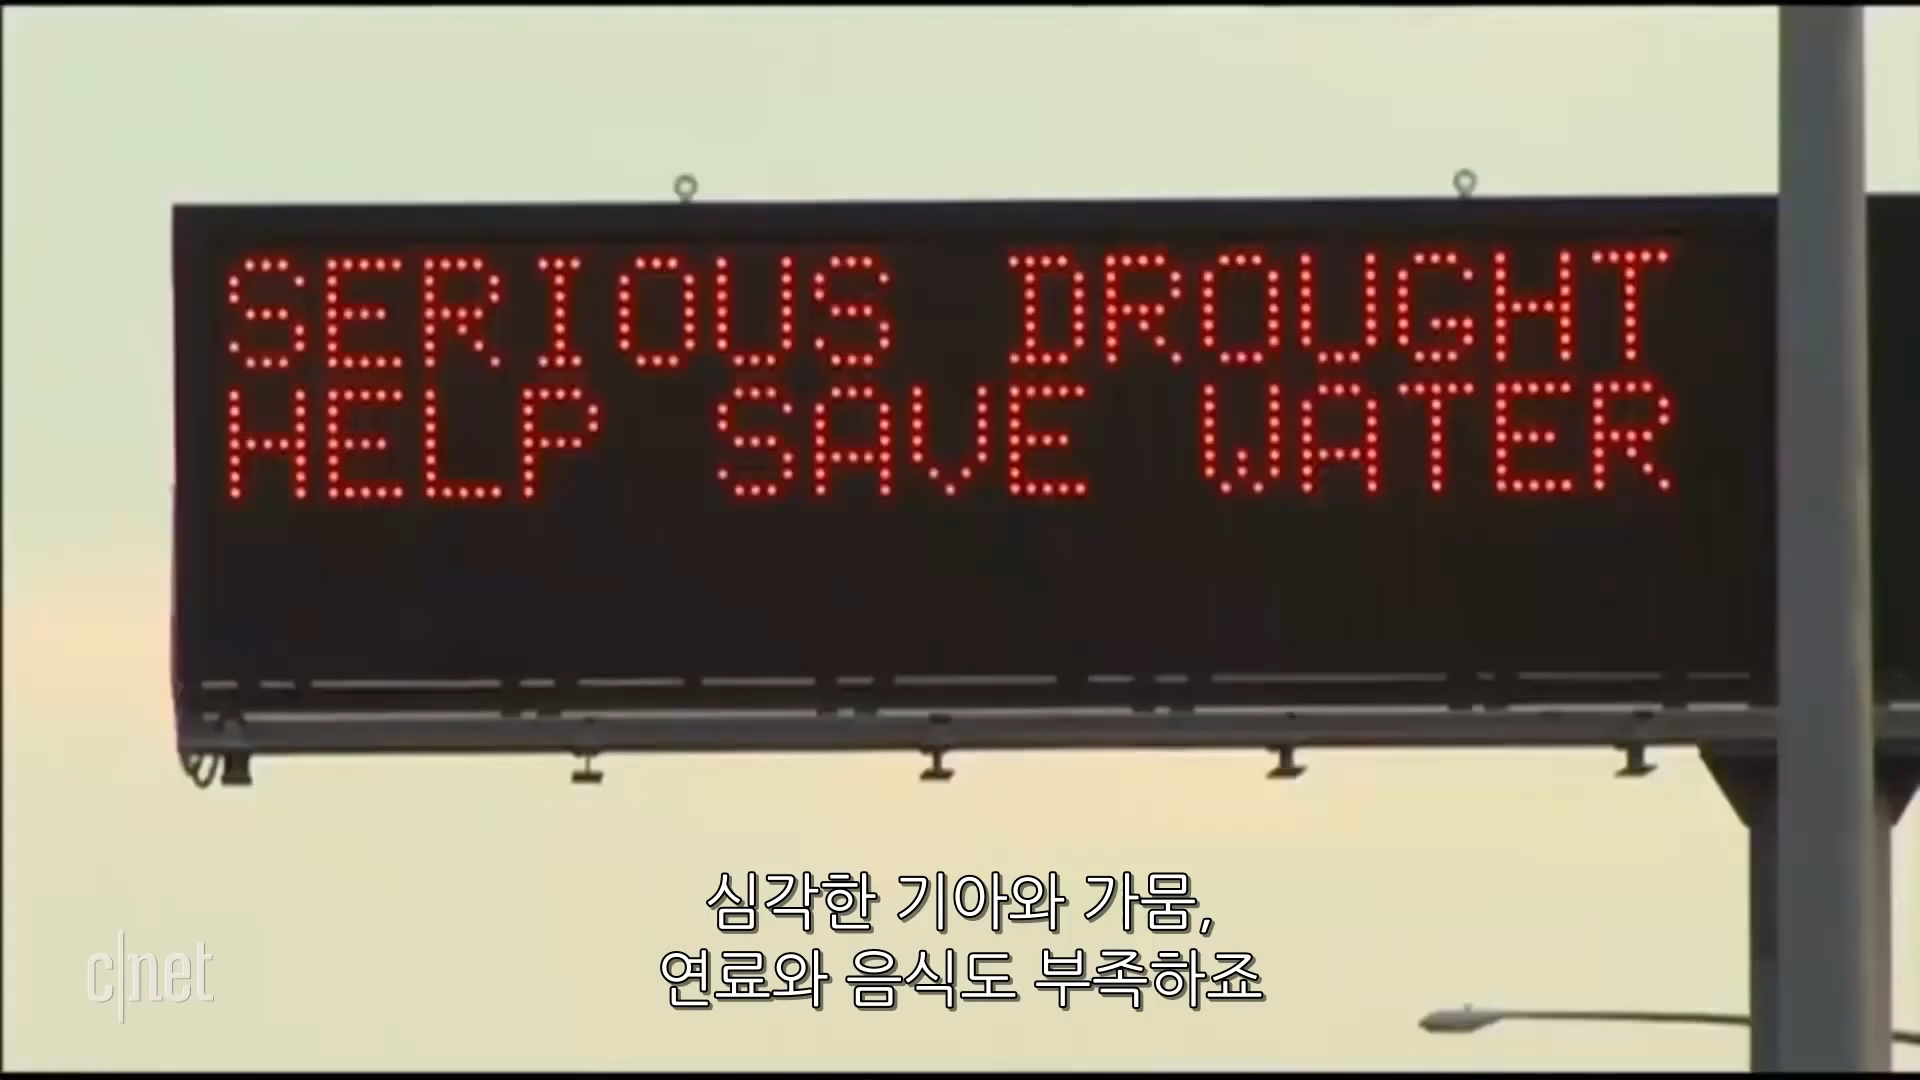 SERIOUS DROUGHT
HELP SAVE WATER
심각한 기아와 가뭄,
연료와 음식도 부족하죠
c|net